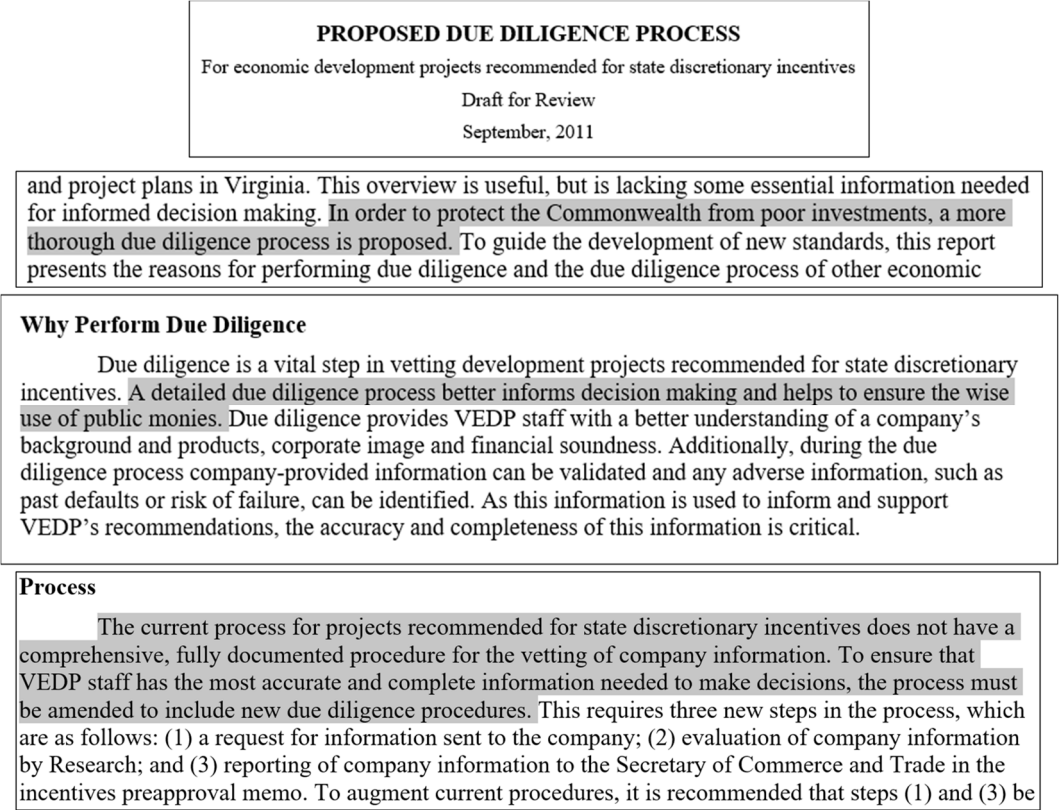 PROPOSED DUE DILIGENCE PROCESS
For economic development projects recommended for state discretionary incentives
Draft for Review
September, 2011
and project plans in Virginia. This overview is useful, but is lacking some essential information needed
for informed decision making. In order to protect the Commonwealth from poor investments, a more
thorough due diligence process is proposed. To guide the development of new standards, this report
presents the reasons for performing due diligence and the due diligence process of other economic
Why Perform Due Diligence
Due diligence is a vital step in vetting development projects recommended for state discretionary
incentives. A detailed due diligence process better informs decision making and helps to ensure the wise
use of public monies. Due diligence provides VEDP staff with a better understanding of a company’s
background and products, corporate image and financial soundness. Additionally, during the due
diligence process company-provided information can be validated and any adverse information, such as
past defaults or risk of failure, can be identified. As this information is used to inform and support
VEDP’s recommendations, the accuracy and completeness of this information is critical.
Process
The current process for projects recommended for state discretionary incentives does not have a
comprehensive, fully documented procedure for the vetting of company information. To ensure that
VEDP staff has the most accurate and complete information needed to make decisions, the process must
be amended to include new due diligence procedures. This requires three new steps in the process, which
are as follows: (1) a request for information sent to the company; (2) evaluation of company information
by Research; and (3) reporting of company information to the Secretary of Commerce and Trade in the
incentives preapproval memo. To augment current procedures, it is recommended that steps (1) and (3) be